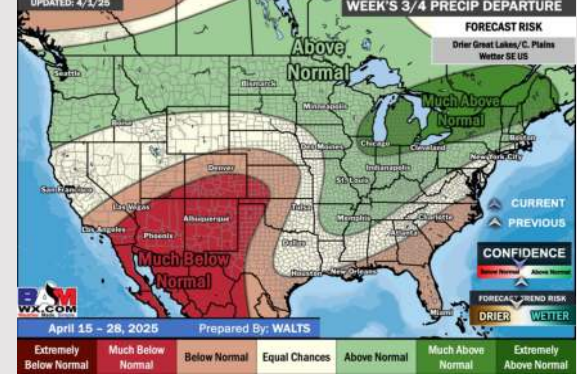 UPDATED: 4/1/25
WEEK'S 3/4 PRECIP DEPARTURE
FORECAST RISK
Drier Great Lakes/C. Plains
Wetter SE US
Above
Normal
Seattle
Bismarck
Minneapolis
Much Above
Normal
Boise
Boston
Chicago
Cleveland
Des Moines
New York City
Denver
Indianapolis
St. Louis
San Francisco
Las Vegas
Tulsa
Charlotte
CURRENT
Los Angeles
Albuquerque
Memphis
Atlanta
PREVIOUS
Phoenix
Dallas
Much Below
Normal
Houston
New Orleans
CONFIDENCE
Below Normal
Above Normal
BAM
WX.COM
FORECAST TREND RISK
DRIER
WETTER
Miami
April 15 – 28, 2025
Prepared By: WALTS
Extremely
Below Normal
Much Below
Normal
Below Normal
Equal Chances
Above Normal
Much Above
Normal
Extremely
Above Normal